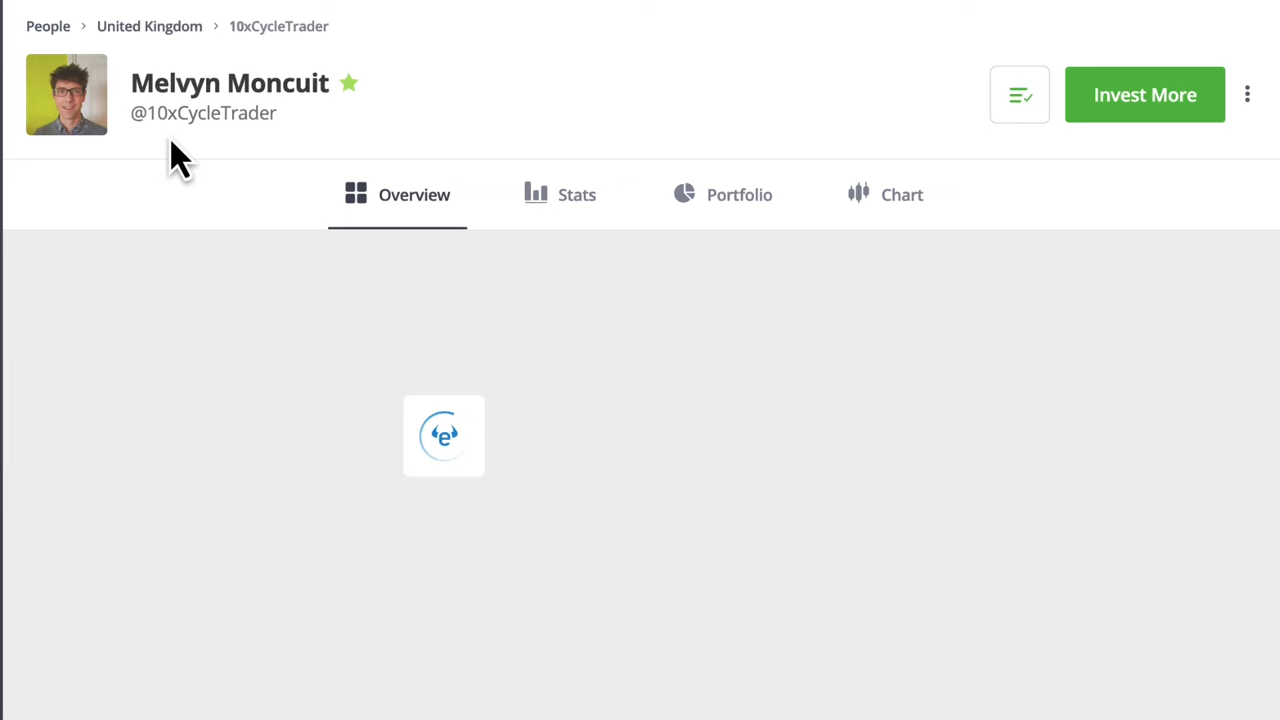 People > United Kingdom > 10xCycleTrader
Melvyn Moncuit
@10xCycleTrader
Invest More
Overview
Stats
Portfolio
Chart
e